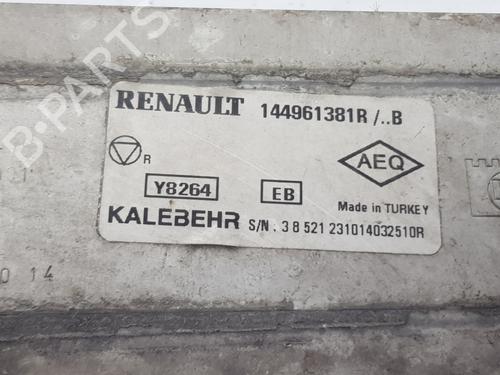 B-PARTS
RENAULT 144961381R /..B
R
AEQ
Y8264 EB
Made in TURKEY
KALEBEHR S/N . 3 8 521 231014032510R
0 14